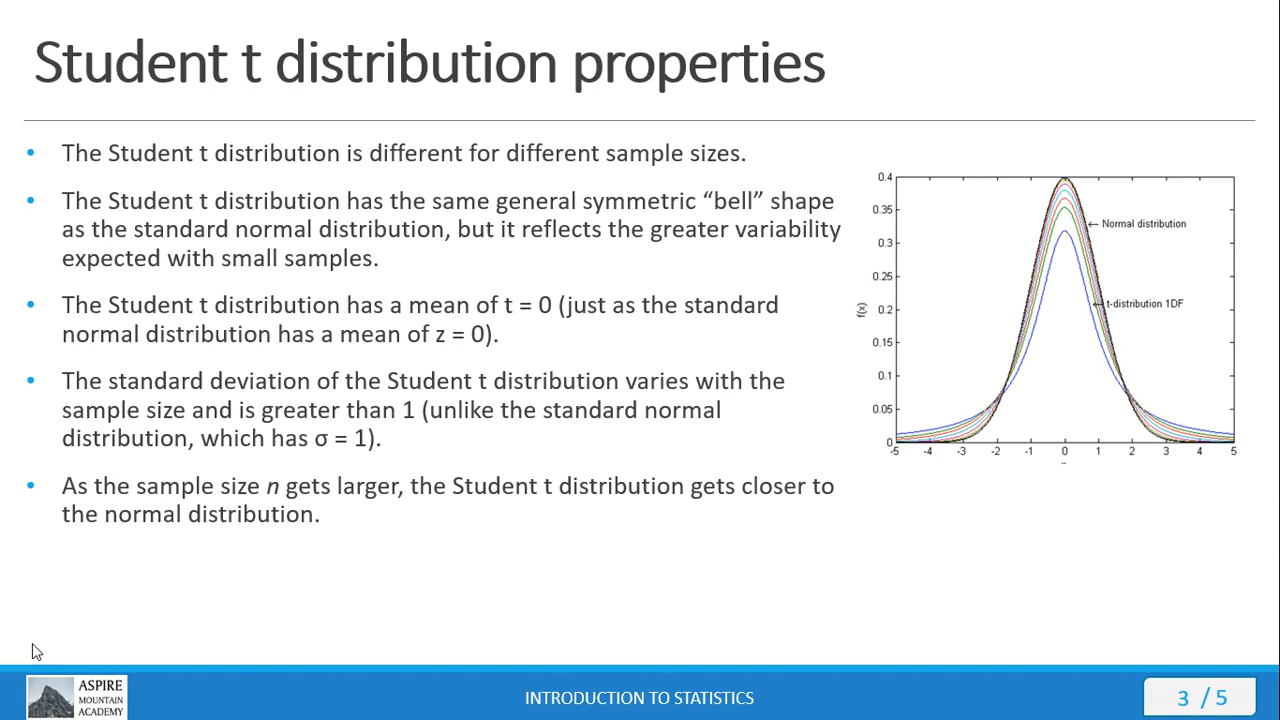 Student t distribution properties
• The Student t distribution is different for different sample sizes.
• The Student t distribution has the same general symmetric “bell” shape
as the standard normal distribution, but it reflects the greater variability
expected with small samples.
• The Student t distribution has a mean of t = 0 (just as the standard
normal distribution has a mean of z = 0).
• The standard deviation of the Student t distribution varies with the
sample size and is greater than 1 (unlike the standard normal
distribution, which has σ = 1).
• As the sample size n gets larger, the Student t distribution gets closer to
the normal distribution.
0.4
0.35
← Normal distribution
0.3
0.25
f(x)
← t-distribution 1DF
0.2
0.15
0.1
0.05
0
-5 -4 -3 -2 -1 0 1 2 3 4 5
ASPIRE
MOUNTAIN
ACADEMY
INTRODUCTION TO STATISTICS
3 / 5